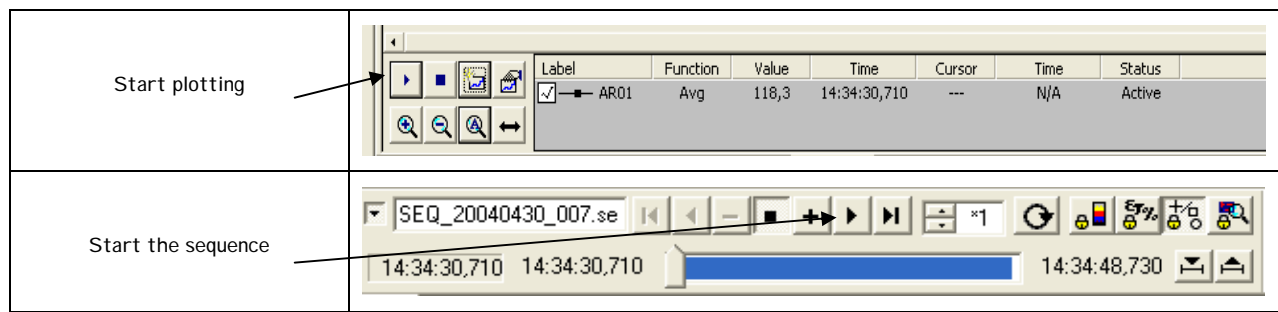 Start plotting
Label Function Value Time Cursor Time Status
AR01 Avg 118,3 14:34:30,710 --- N/A Active
Start the sequence
SEQ_20040430_007.se
×1
14:34:30,710 14:34:30,710 14:34:48,730